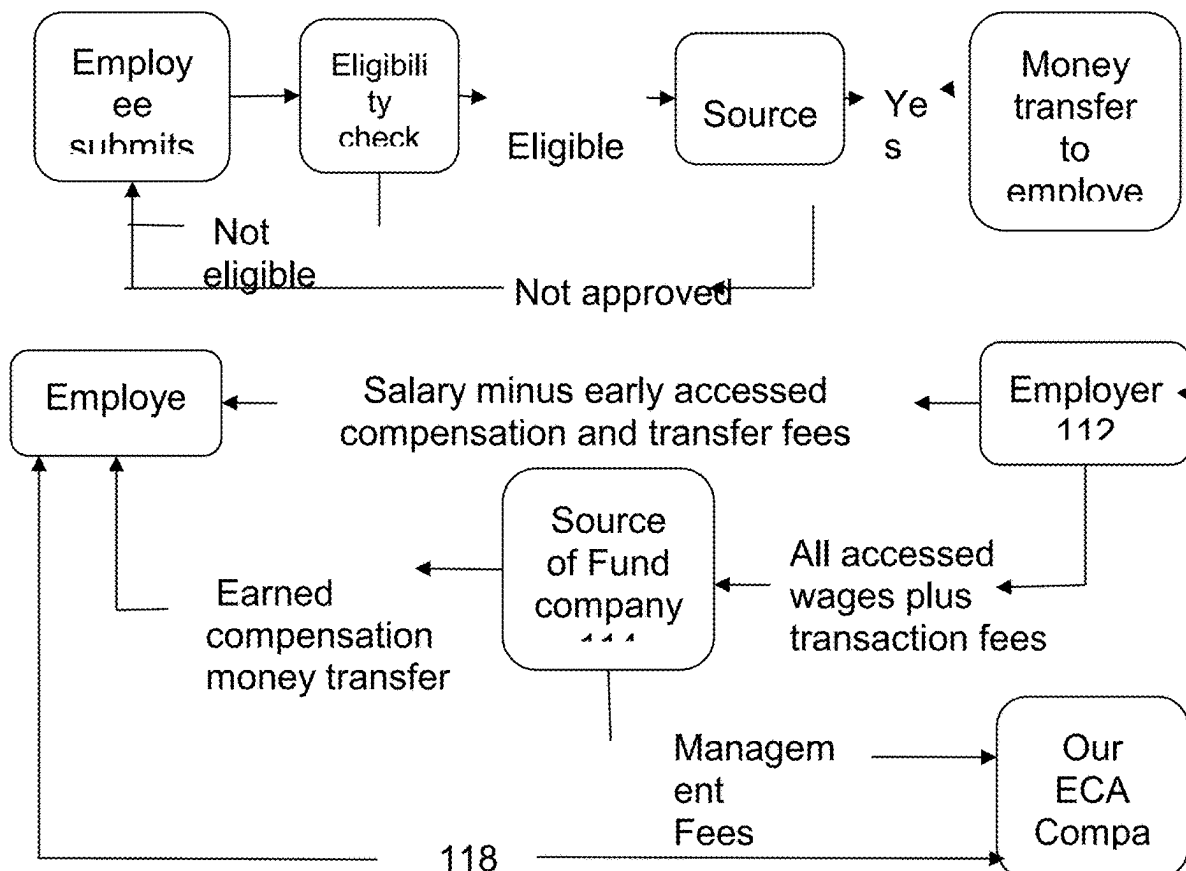 Employ
ee
submits
Eligibili
ty
check
Eligible
Source
Ye
s
Money
transfer
to
employe
Not
eligible
Not approved
Employe
Salary minus early accessed
compensation and transfer fees
Employer
112
Source
of Fund
company
All accessed
wages plus
transaction fees
Earned
compensation
money transfer
Managem
ent
Fees
Our
ECA
Compa
118